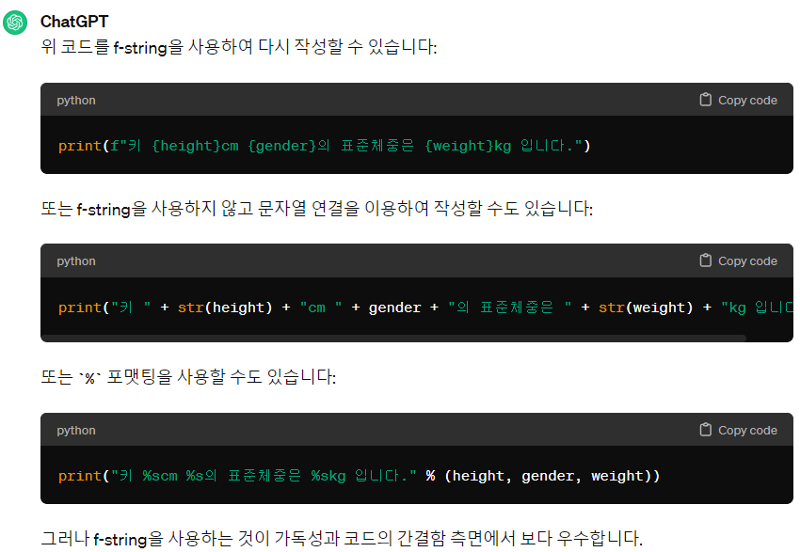 ChatGPT
위 코드를 f-string을 사용하여 다시 작성할 수 있습니다:
python Copy code
print(f"키 {height}cm {gender}의 표준체중은 {weight}kg 입니다.")
또는 f-string을 사용하지 않고 문자열 연결을 이용하여 작성할 수도 있습니다:
python Copy code
print("키 " + str(height) + "cm " + gender + "의 표준체중은 " + str(weight) + "kg 입니다
또는 `%` 포맷팅을 사용할 수도 있습니다:
python Copy code
print("키 %scm %s의 표준체중은 %skg 입니다." % (height, gender, weight))
그러나 f-string을 사용하는 것이 가독성과 코드의 간결함 측면에서 보다 우수합니다.